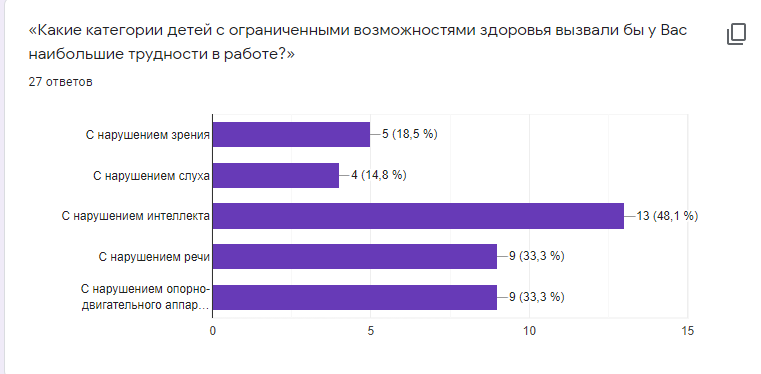 «Какие категории детей с ограниченными возможностями здоровья вызвали бы у Вас
наибольшие трудности в работе?»
27 ответов
С нарушением зрения
5 (18,5 %)
С нарушением слуха
4 (14,8 %)
С нарушением интеллекта
13 (48,1 %)
С нарушением речи
9 (33,3 %)
С нарушением опорно-
двигательного аппар...
9 (33,3 %)
0 5 10 15